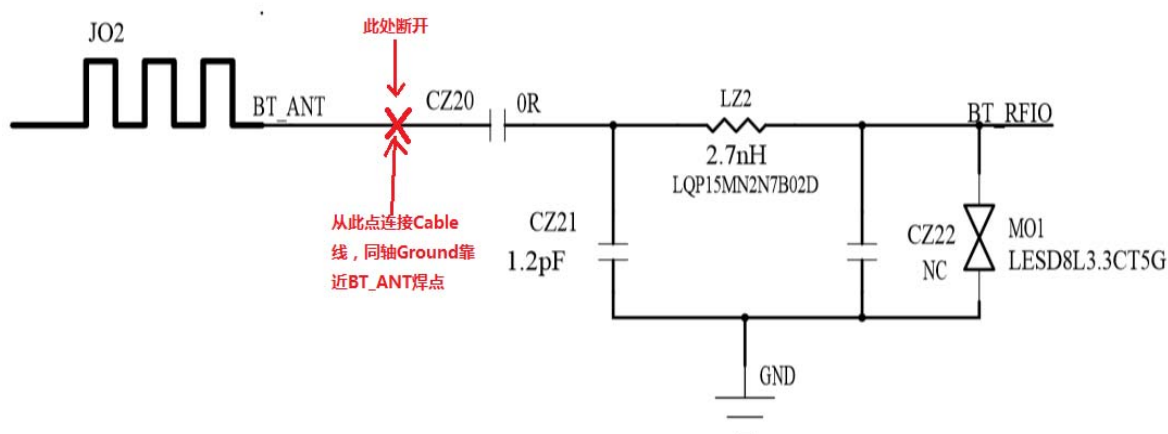 此处断开
JO2
BT_ANT
CZ20
0R
LZ2
BT_RFIO
2.7nH
LQP15MN2N7B02D
从此点连接Cable
线，同轴Ground靠
近BT_ANT焊点
CZ21
1.2pF
CZ22
NC
MO1
LESD8L3.3CT5G
GND